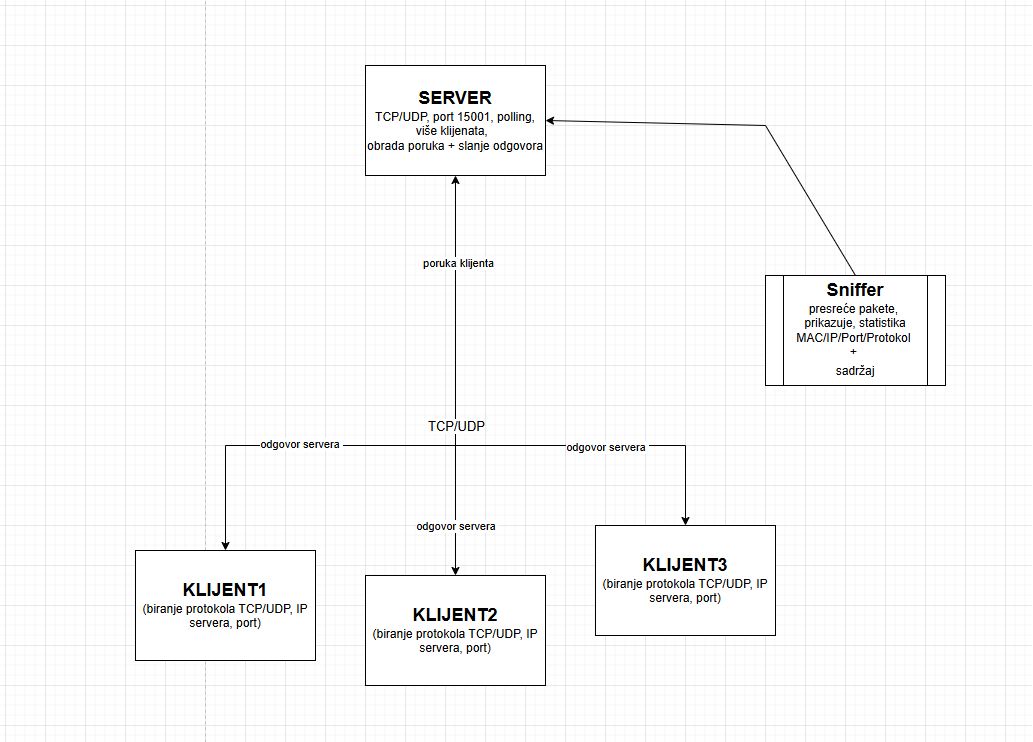 SERVER
TCP/UDP, port 15001, polling,
više klijenata,
obrada poruka + slanje odgovora
poruka klijenta
Sniffer
presreće pakete,
prikazuje, statistika
MAC/IP/Port/Protokol
+
sadržaj
TCP/UDP
odgovor servera
odgovor servera
odgovor servera
KLIJENT1
(biranje protokola TCP/UDP, IP
servera, port)
KLIJENT2
(biranje protokola TCP/UDP, IP
servera, port)
KLIJENT3
(biranje protokola TCP/UDP, IP
servera, port)